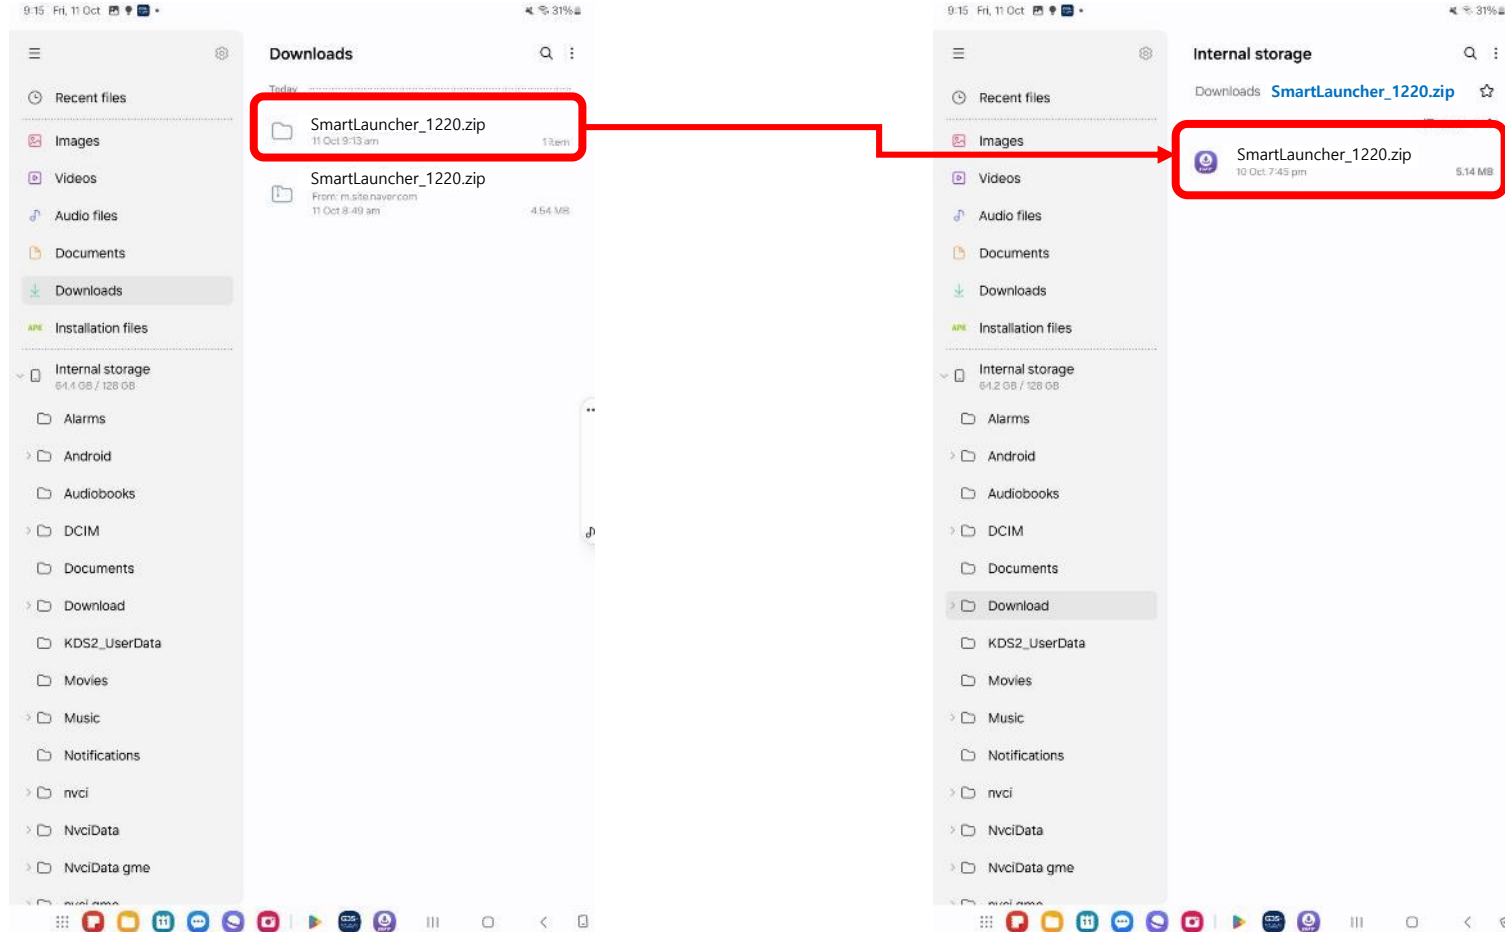 9:15 Fri, 11 Oct
31%
Downloads
Recent files
Images
Videos
Audio files
Documents
Downloads
APK Installation files
Internal storage
64.4 GB / 128 GB
Alarms
Android
Audiobooks
DCIM
Documents
Download
KDS2_UserData
Movies
Music
Notifications
nvci
NvciData
NvciData gme
Today
SmartLauncher_1220.zip
11 Oct 9:13 am
1 item
SmartLauncher_1220.zip
From: m.site.naver.com
11 Oct 8:49 am
4.54 MB
11
GDS
9:15 Fri, 11 Oct
31%
Internal storage
Recent files
Images
Videos
Audio files
Documents
Downloads
APK Installation files
Internal storage
64.2 GB / 128 GB
Alarms
Android
Audiobooks
DCIM
Documents
Download
KDS2_UserData
Movies
Music
Notifications
nvci
NvciData
NvciData gme
Downloads SmartLauncher_1220.zip
SmartLauncher_1220.zip
10 Oct 7:45 pm
5.14 MB
11
GDS